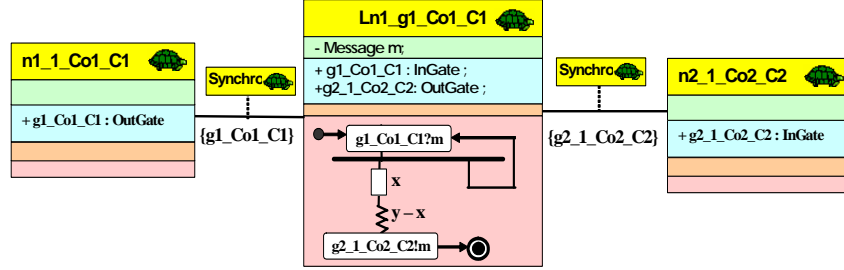 n1_1_Co1_C1
+ g1_Co1_C1 : OutGate
Synchro
{g1_Co1_C1}
Ln1_g1_Co1_C1
- Message m;
+ g1_Co1_C1 : InGate ;
+g2_1_Co2_C2: OutGate ;
g1_Co1_C1?m
x
y – x
g2_1_Co2_C2!m
Synchro
{g2_1_Co2_C2}
n2_1_Co2_C2
+ g2_1_Co2_C2 : InGate